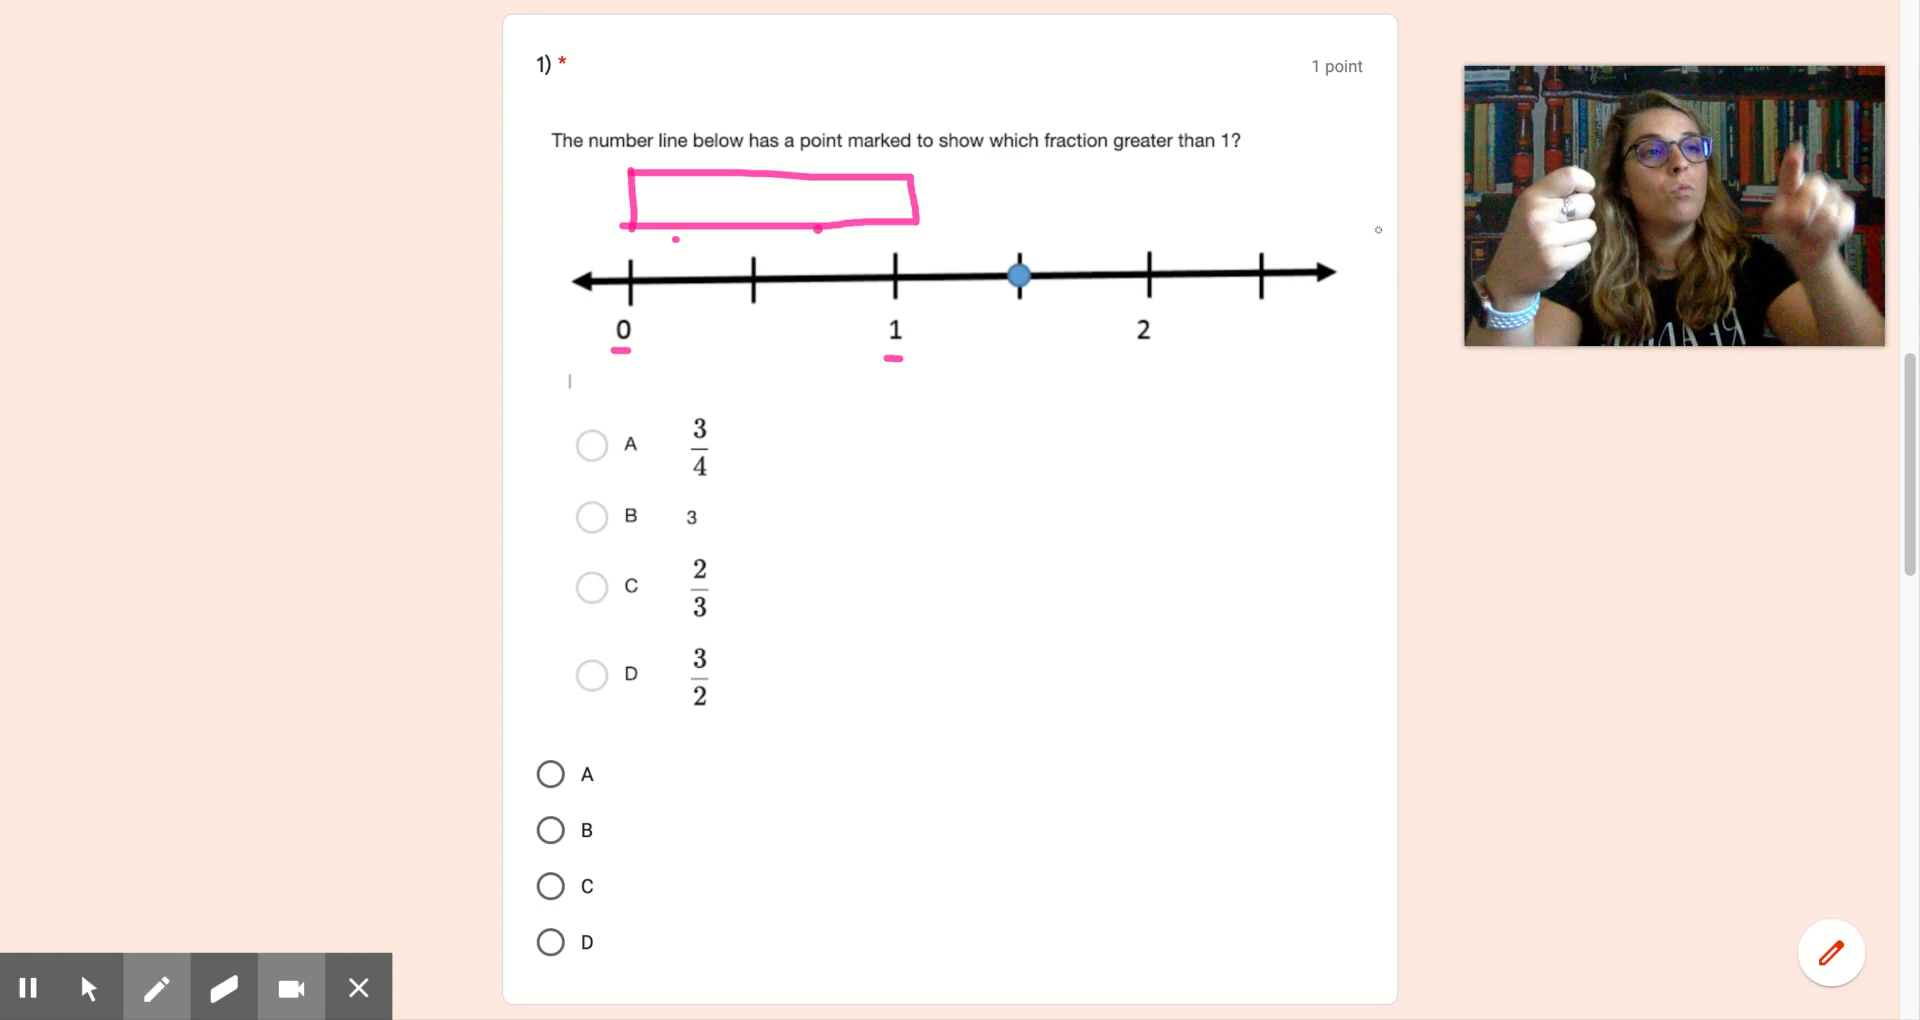 1) *
1 point
The number line below has a point marked to show which fraction greater than 1?
0 1 2
A 3/4
B 3
C 2/3
D 3/2
A
B
C
D